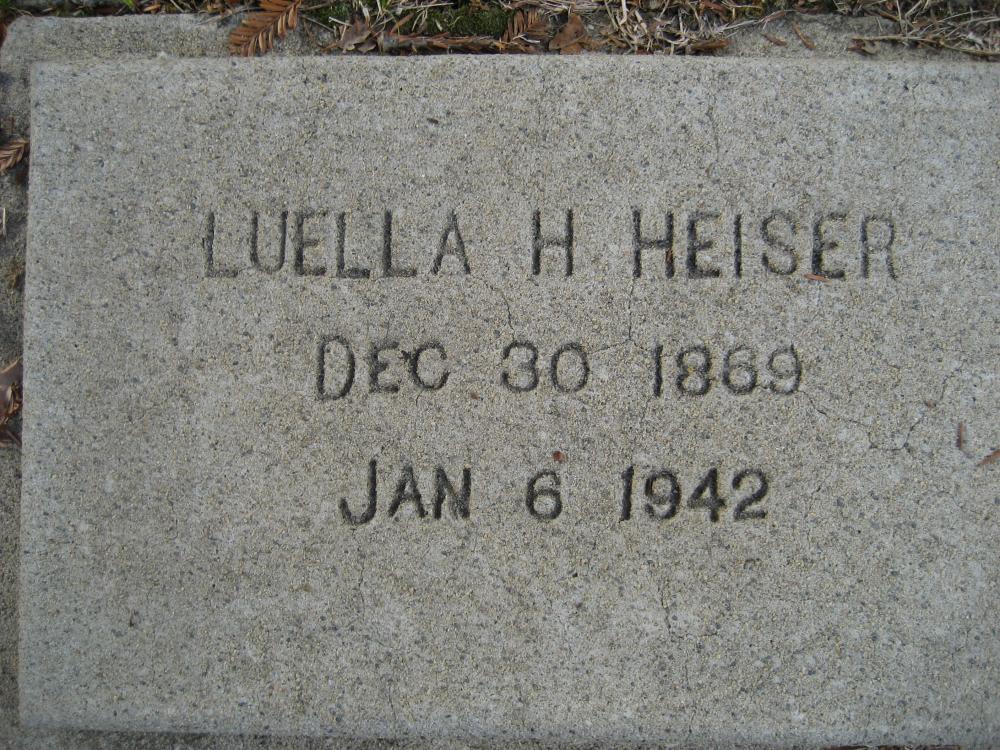 LUELLA H HEISER
DEC 30 1869
JAN 6 1942